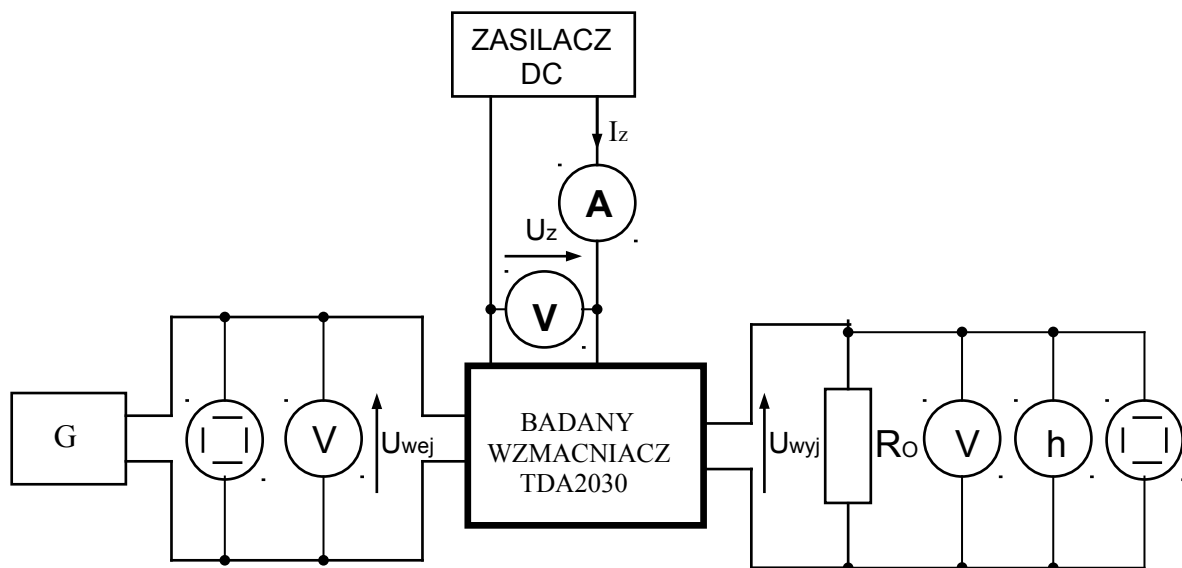 ZASILACZ
DC
Iz
A
Uz
V
G
V
Uwej
BADANY
WZMACNIACZ
TDA2030
Uwyj
RO
V
h